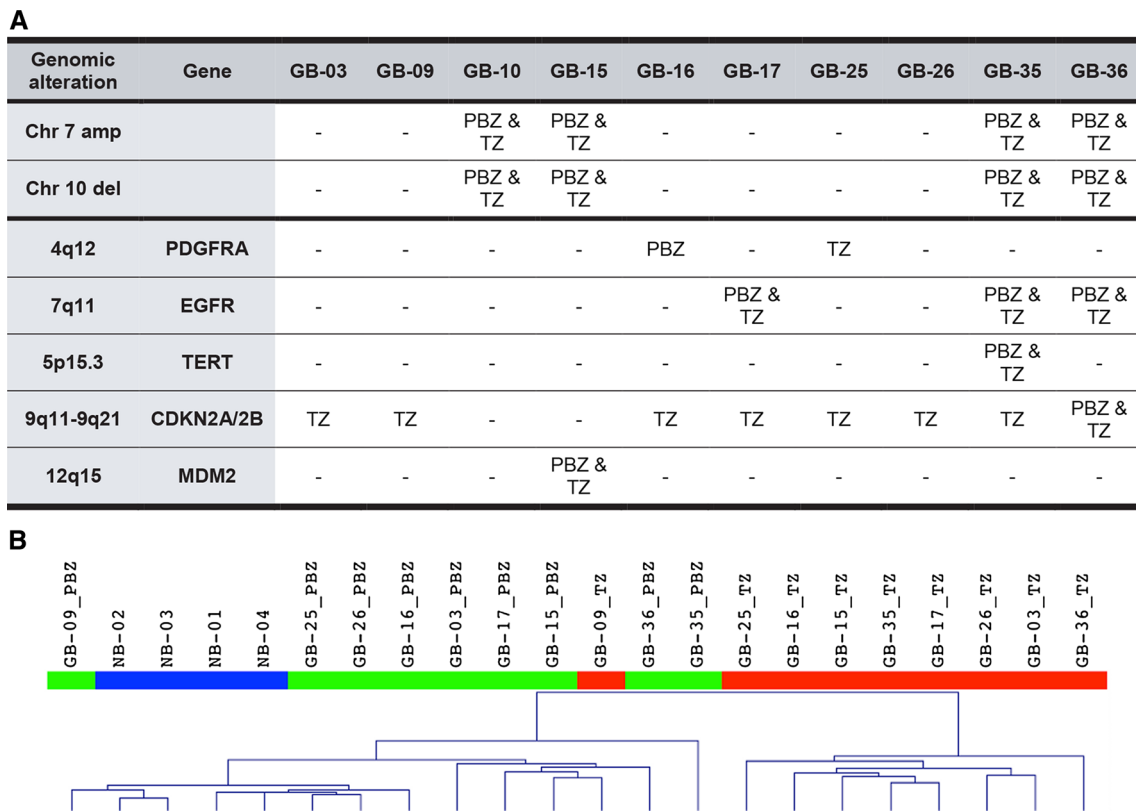 A
Genomic alteration Gene GB-03 GB-09 GB-10 GB-15 GB-16 GB-17 GB-25 GB-26 GB-35 GB-36
Chr 7 amp - - PBZ & TZ PBZ & TZ - - - - PBZ & TZ PBZ & TZ
Chr 10 del - - PBZ & TZ PBZ & TZ - - - - PBZ & TZ PBZ & TZ
4q12 PDGFRA - - - - PBZ - TZ - - -
7q11 EGFR - - - - - PBZ & TZ - - PBZ & TZ PBZ & TZ
5p15.3 TERT - - - - - - - - PBZ & TZ -
9q11-9q21 CDKN2A/2B TZ TZ - - TZ TZ TZ TZ TZ PBZ & TZ
12q15 MDM2 - - - PBZ & TZ - - - - - -
B
GB-09_PBZ
NB-02
NB-03
NB-01
NB-04
GB-25_PBZ
GB-26_PBZ
GB-16_PBZ
GB-03_PBZ
GB-17_PBZ
GB-15_PBZ
GB-09_TZ
GB-36_PBZ
GB-35_PBZ
GB-25_TZ
GB-16_TZ
GB-15_TZ
GB-35_TZ
GB-17_TZ
GB-26_TZ
GB-03_TZ
GB-36_TZ